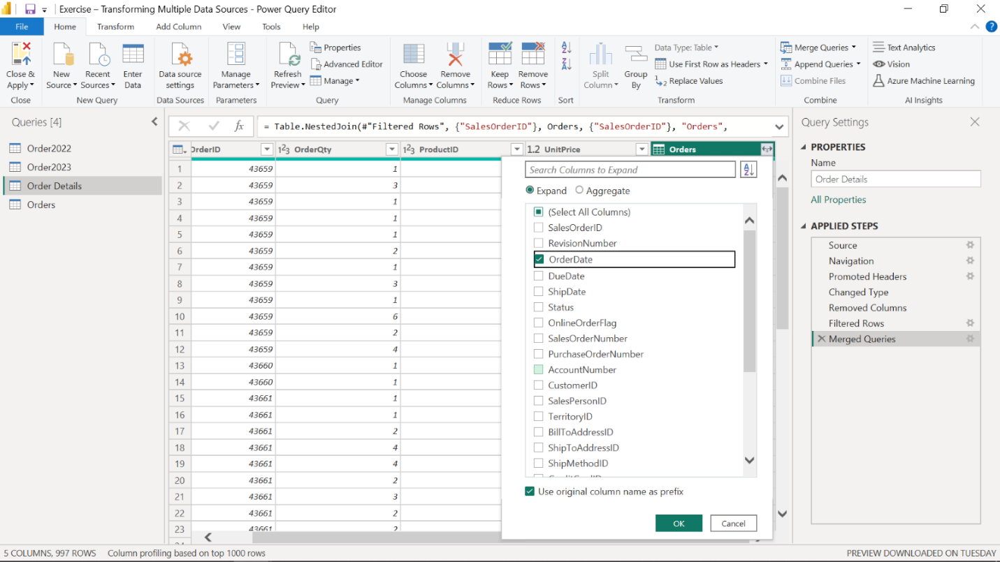 Exercise – Transforming Multiple Data Sources - Power Query Editor
File Home Transform Add Column View Tools Help
Close & Apply
New Source
Recent Sources
Enter Data
Data source settings
Manage Parameters
Refresh Preview
Properties
Advanced Editor
Manage
Choose Columns
Remove Columns
Keep Rows
Remove Rows
Split Column
Group By
Data Type: Table
Use First Row as Headers
Replace Values
Merge Queries
Append Queries
Combine Files
Text Analytics
Vision
Azure Machine Learning
Close New Query Data Sources Parameters Query Manage Columns Reduce Rows Sort Transform Combine AI Insights
Queries [4]
Order2022
Order2023
Order Details
Orders
fx = Table.NestedJoin(#"Filtered Rows", {"SalesOrderID"}, Orders, {"SalesOrderID"}, "Orders",
OrderID 1²3 OrderQty 1²3 ProductID 1.2 UnitPrice Orders
1 43659 1
2 43659 3
3 43659 1
4 43659 1
5 43659 1
6 43659 2
7 43659 1
8 43659 3
9 43659 1
10 43659 6
11 43659 2
12 43659 4
13 43660 1
14 43660 1
15 43661 1
16 43661 1
17 43661 2
18 43661 4
19 43661 4
20 43661 2
21 43661 3
22 43661 2
23 43661 2
Search Columns to Expand
Expand Aggregate
(Select All Columns)
SalesOrderID
RevisionNumber
OrderDate
DueDate
ShipDate
Status
OnlineOrderFlag
SalesOrderNumber
PurchaseOrderNumber
AccountNumber
CustomerID
SalesPersonID
TerritoryID
BillToAddressID
ShipToAddressID
ShipMethodID
Use original column name as prefix
OK Cancel
Query Settings
PROPERTIES
Name
Order Details
All Properties
APPLIED STEPS
Source
Navigation
Promoted Headers
Changed Type
Removed Columns
Filtered Rows
Merged Queries
5 COLUMNS, 997 ROWS Column profiling based on top 1000 rows PREVIEW DOWNLOADED ON TUESDAY